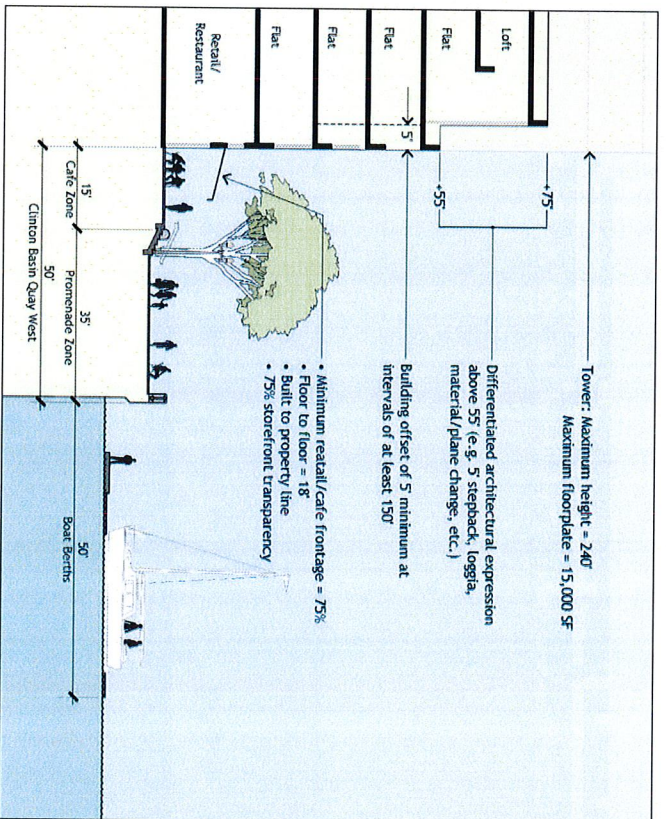 Tower: Maximum height = 240'
Maximum floorplate = 15,000 SF
+75'
+55'
Differentiated architectural expression
above 55' (e.g. 5' stepback, loggia,
material/plane change, etc.)
5'
Building offset of 5' minimum at
intervals of at least 150'
• Minimum reatail/cafe frontage = 75%
• Floor to floor = 18'
• Built to property line
• 75% storefront transparency
Loft
Flat
Flat
Flat
Flat
Retail/
Restaurant
15'
Cafe Zone
35'
Promenade Zone
50'
Boat Berths
50'
Clinton Basin Quay West